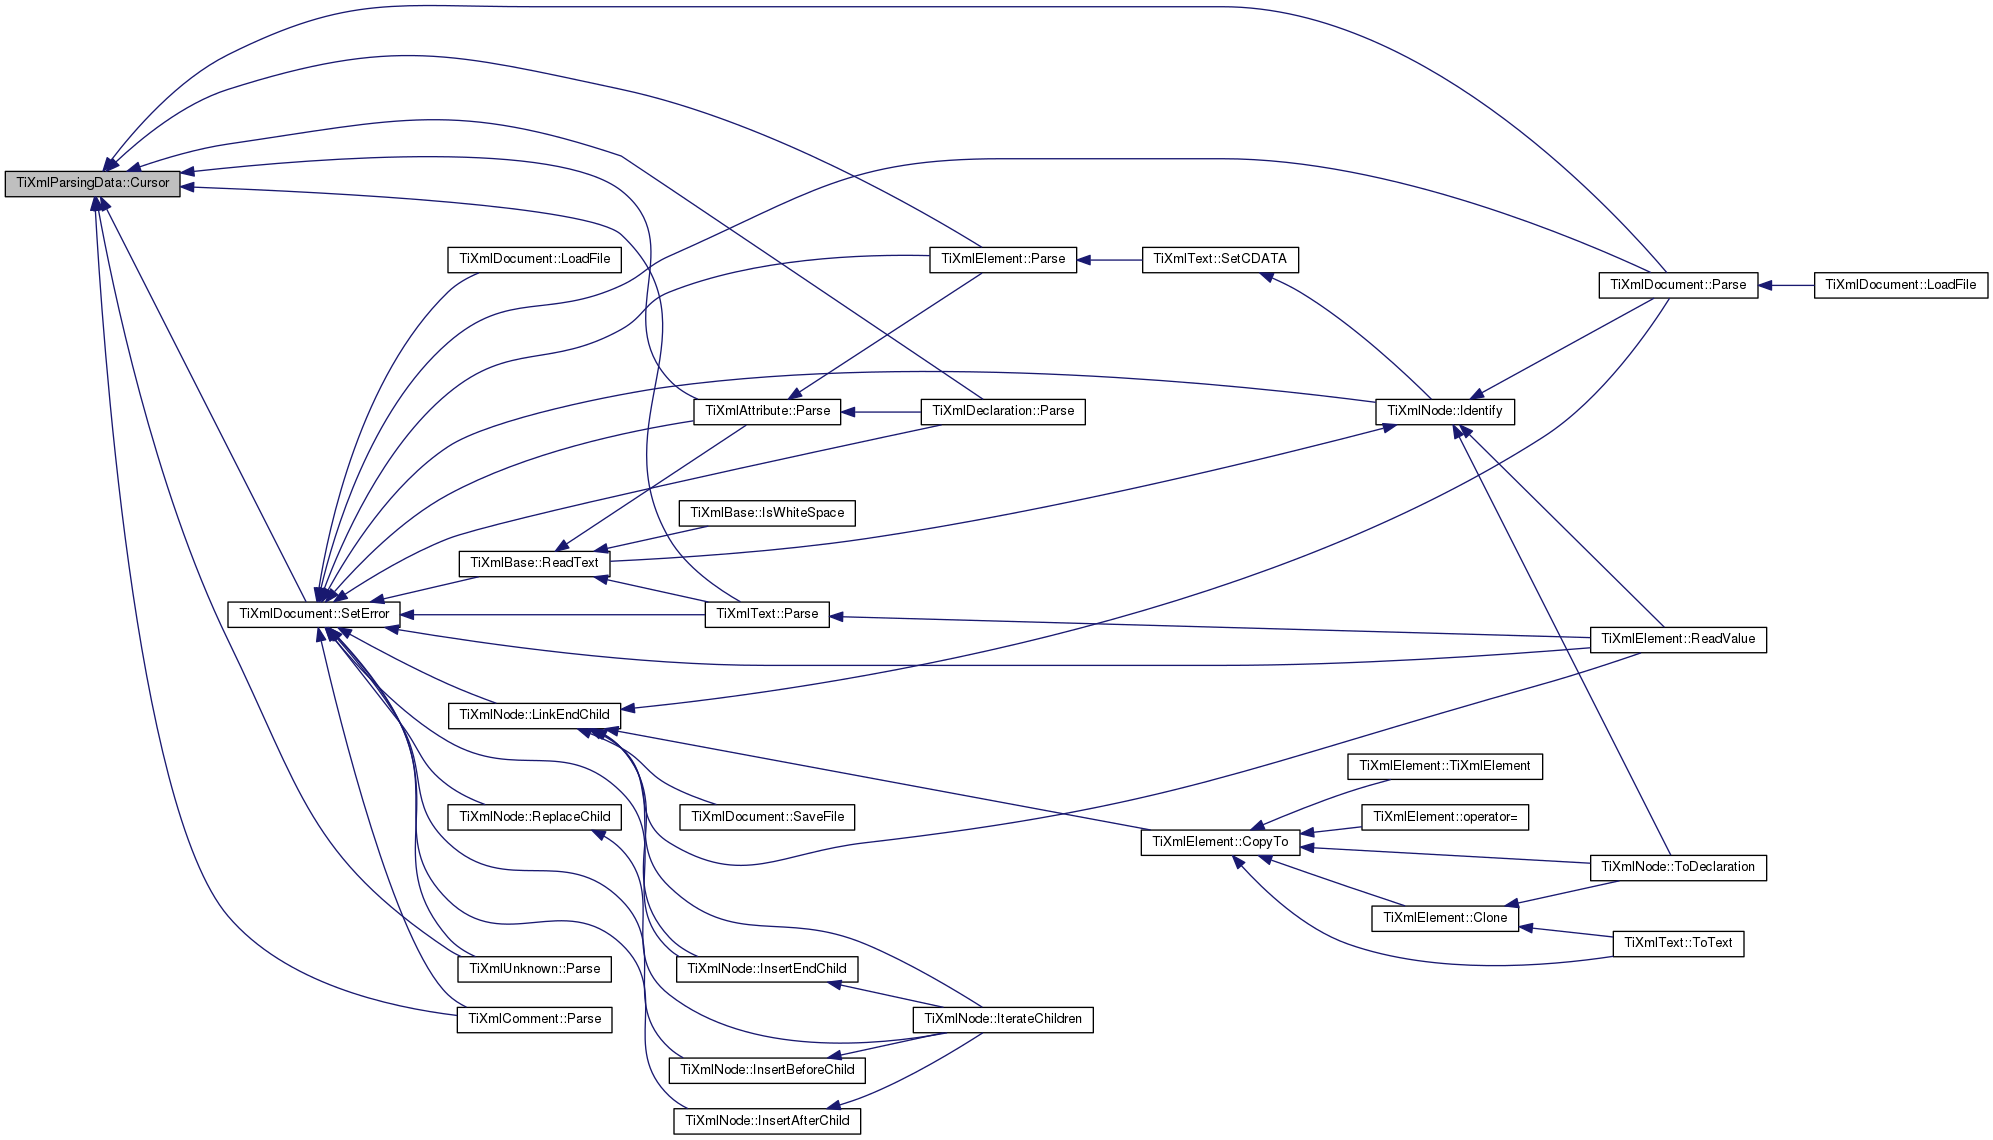 TiXmlParsingData::Cursor
TiXmlDocument::LoadFile
TiXmlElement::Parse
TiXmlText::SetCDATA
TiXmlDocument::Parse
TiXmlDocument::LoadFile
TiXmlAttribute::Parse
TiXmlDeclaration::Parse
TiXmlNode::Identify
TiXmlBase::IsWhiteSpace
TiXmlBase::ReadText
TiXmlDocument::SetError
TiXmlText::Parse
TiXmlElement::ReadValue
TiXmlNode::LinkEndChild
TiXmlElement::TiXmlElement
TiXmlNode::ReplaceChild
TiXmlDocument::SaveFile
TiXmlElement::operator=
TiXmlElement::CopyTo
TiXmlNode::ToDeclaration
TiXmlElement::Clone
TiXmlText::ToText
TiXmlUnknown::Parse
TiXmlNode::InsertEndChild
TiXmlComment::Parse
TiXmlNode::IterateChildren
TiXmlNode::InsertBeforeChild
TiXmlNode::InsertAfterChild